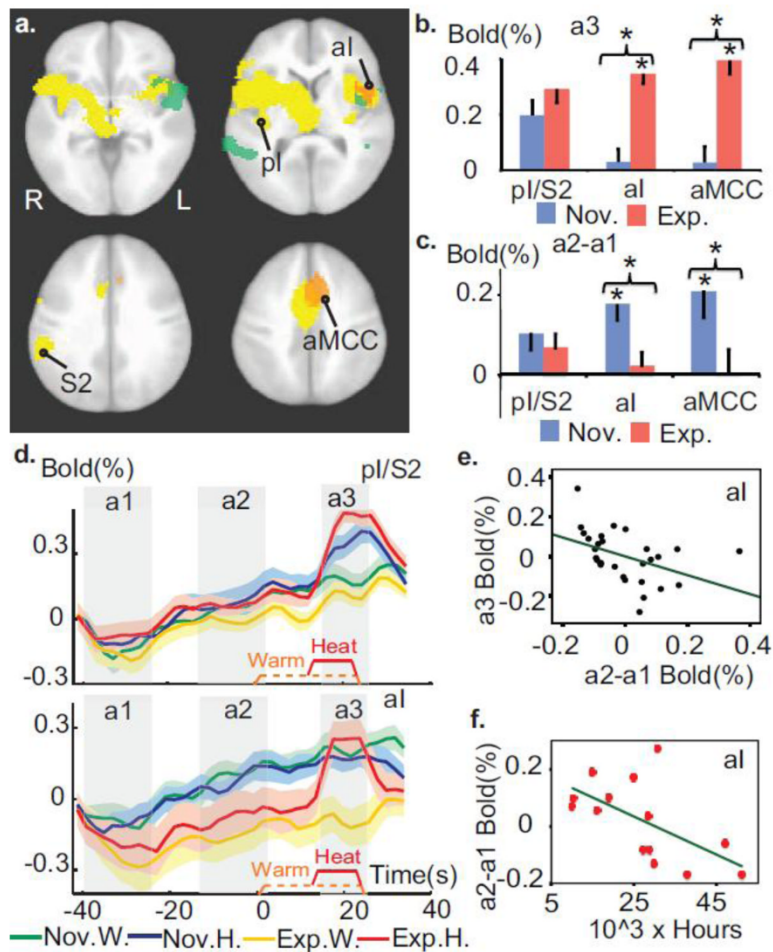 a.
aI
pI
R
L
S2
aMCC
b.
Bold(%)
a3
0.4
0.2
0
*
*
*
*
pI/S2
aI
aMCC
Nov.
Exp.
c.
Bold(%)
a2-a1
0.2
0
*
*
*
*
pI/S2
aI
aMCC
Nov.
Exp.
d.
Bold(%)
pI/S2
a1
a2
a3
0.3
0
-0.3
Heat
Warm
aI
a1
a2
a3
0.3
0
-0.3
Heat
Warm
Time(s)
-40
-20
0
20
40
Nov.W.
Nov.H.
Exp.W.
Exp.H.
e.
aI
a3 Bold(%)
0.4
0.2
0
-0.2
-0.2
0
0.2
0.4
a2-a1 Bold(%)
f.
aI
a2-a1 Bold(%)
0.2
0
-0.2
5
25
45
10^3 x Hours